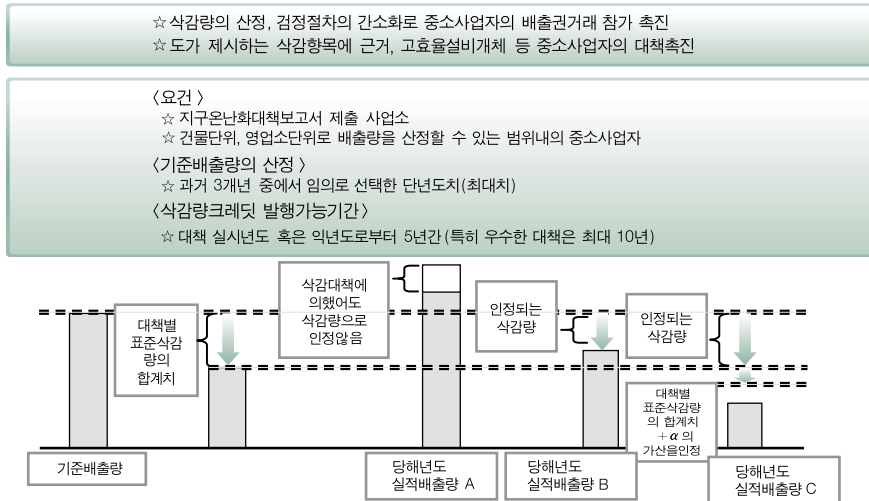 ☆ 삭감량의 산정, 검정절차의 간소화로 중소사업자의 배출권거래 참가 촉진
☆ 도가 제시하는 삭감항목에 근거, 고효율설비개체 등 중소사업자의 대책촉진
〈요건 〉
☆ 지구온난화대책보고서 제출 사업소
☆ 건물단위, 영업소단위로 배출량을 산정할 수 있는 범위내의 중소사업자
〈기준배출량의 산정 〉
☆ 과거 3개년 중에서 임의로 선택한 단년도치(최대치)
〈삭감량크레딧 발행가능기간〉
☆ 대책 실시년도 혹은 익년도로부터 5년간 (특히 우수한 대책은 최대 10년)
대책별
표준삭감
량의
합계치
삭감대책에
의했어도
삭감량으로
인정않음
인정되는
삭감량
인정되는
삭감량
대책별
표준삭감량
의 합계치
+ α 의
가산을인정
기준배출량
당해년도
실적배출량 A
당해년도
실적배출량 B
당해년도
실적배출량 C